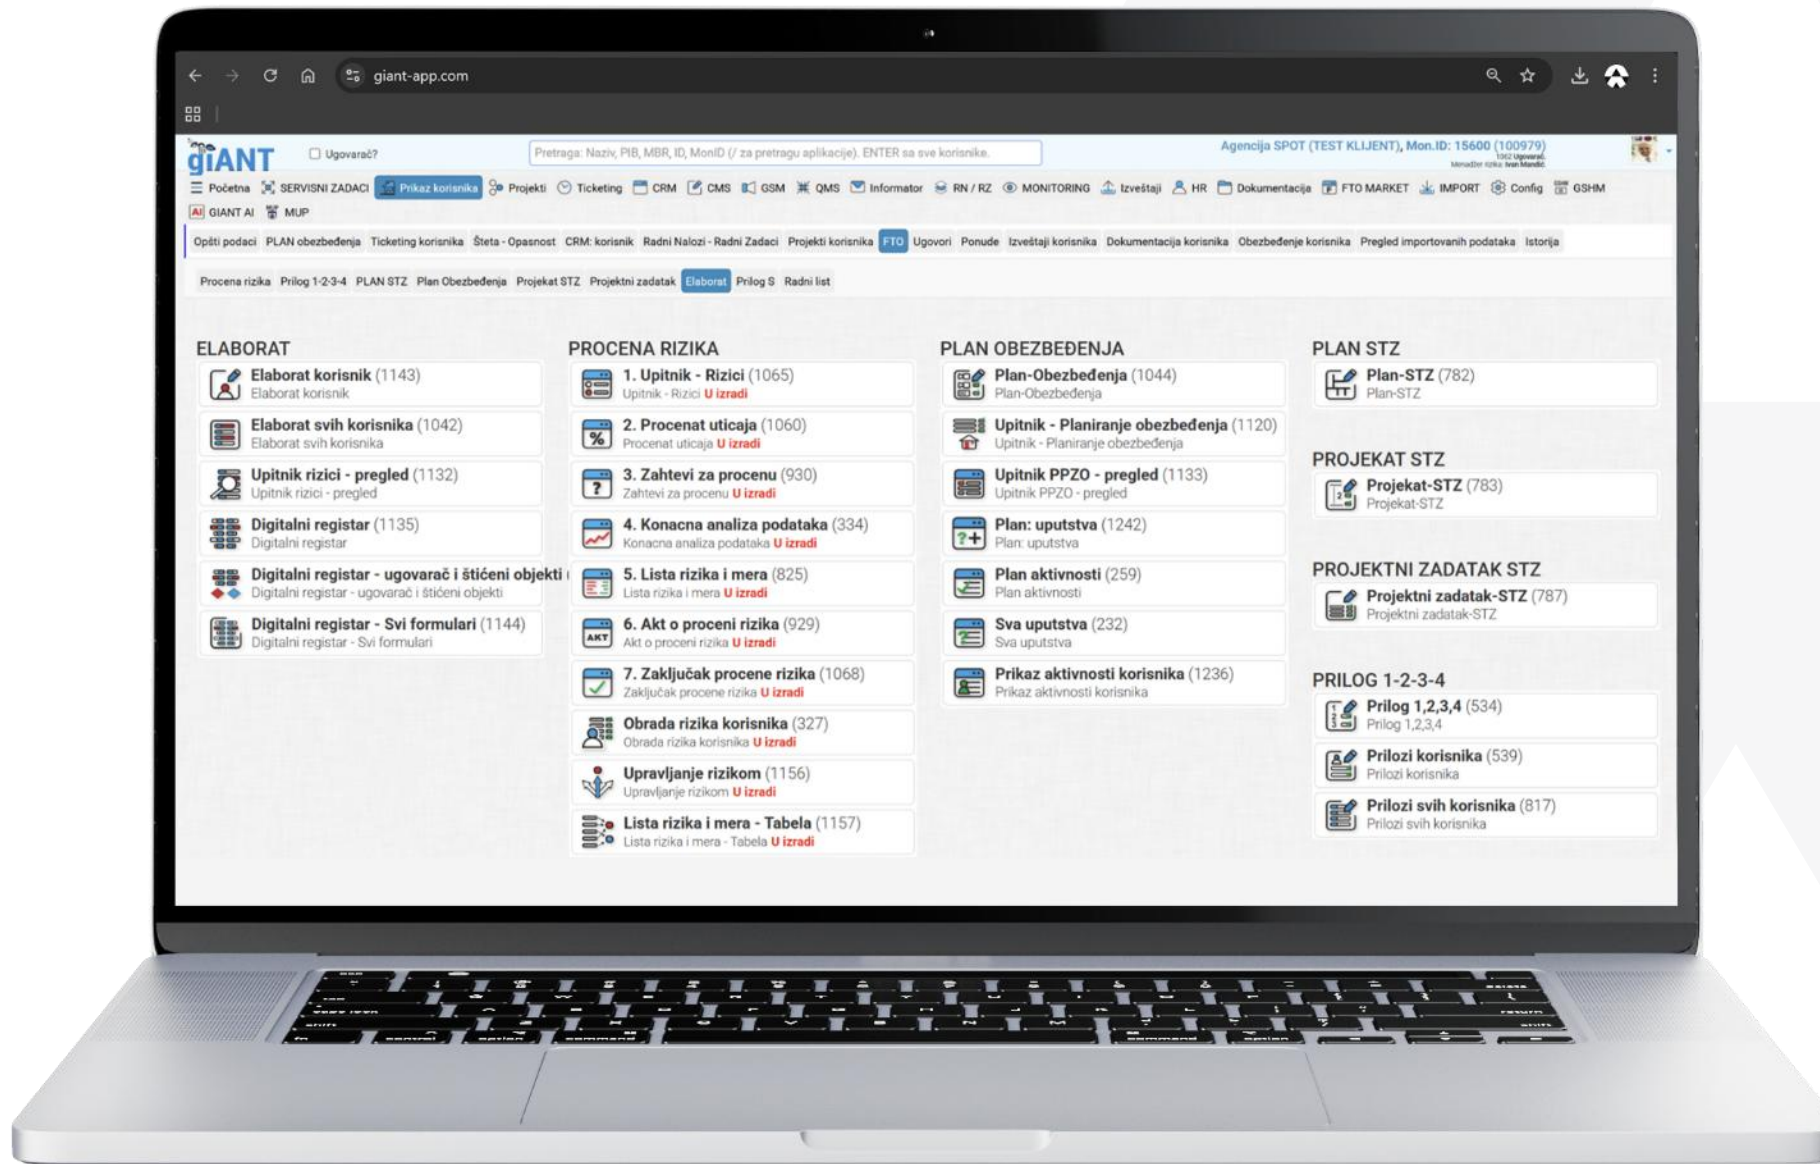 giant-app.com
giANT
Ugovarač?
Pretraga: Naziv, PIB, MBR, ID, MonID (/ za pretragu aplikacije). ENTER sa sve korisnike.
Agencija SPOT (TEST KLIJENT), Mon.ID: 15600 (100979)
1062 Ugovarač.
Menadžer rizika: Ivan Mandić.
Početna SERVISNI ZADACI Prikaz korisnika Projekti Ticketing CRM CMS GSM QMS Informator RN / RZ MONITORING Izveštaji HR Dokumentacija FTO MARKET IMPORT Config GSHM
AI GIANT AI MUP
Opšti podaci PLAN obezbeđenja Ticketing korisnika Šteta - Opasnost CRM: korisnik Radni Nalozi - Radni Zadaci Projekti korisnika FTO Ugovori Ponude Izveštaji korisnika Dokumentacija korisnika Obezbeđenje korisnika Pregled importovanih podataka Istorija
Procena rizika Prilog 1-2-3-4 PLAN STZ Plan Obezbeđenja Projekat STZ Projektni zadatak Elaborat Prilog S Radni list
ELABORAT
Elaborat korisnik (1143)
Elaborat korisnik
Elaborat svih korisnika (1042)
Elaborat svih korisnika
Upitnik rizici - pregled (1132)
Upitnik rizici - pregled
Digitalni registar (1135)
Digitalni registar
Digitalni registar - ugovarač i štićeni objekti
Digitalni registar - ugovarač i štićeni objekti
Digitalni registar - Svi formulari (1144)
Digitalni registar - Svi formulari
PROCENA RIZIKA
1. Upitnik - Rizici (1065)
Upitnik - Rizici U izradi
2. Procenat uticaja (1060)
Procenat uticaja U izradi
3. Zahtevi za procenu (930)
Zahtevi za procenu U izradi
4. Konacna analiza podataka (334)
Konacna analiza podataka U izradi
5. Lista rizika i mera (825)
Lista rizika i mera U izradi
AKT
6. Akt o proceni rizika (929)
Akt o proceni rizika U izradi
7. Zaključak procene rizika (1068)
Zaključak procene rizika U izradi
Obrada rizika korisnika (327)
Obrada rizika korisnika U izradi
Upravljanje rizikom (1156)
Upravljanje rizikom U izradi
Lista rizika i mera - Tabela (1157)
Lista rizika i mera - Tabela U izradi
PLAN OBEZBEĐENJA
Plan-Obezbeđenja (1044)
Plan-Obezbeđenja
Upitnik - Planiranje obezbeđenja (1120)
Upitnik - Planiranje obezbeđenja
Upitnik PPZO - pregled (1133)
Upitnik PPZO - pregled
Plan: uputstva (1242)
Plan: uputstva
Plan aktivnosti (259)
Plan aktivnosti
Sva uputstva (232)
Sva uputstva
Prikaz aktivnosti korisnika (1236)
Prikaz aktivnosti korisnika
PLAN STZ
Plan-STZ (782)
Plan-STZ
PROJEKAT STZ
Projekat-STZ (783)
Projekat-STZ
PROJEKTNI ZADATAK STZ
Projektni zadatak-STZ (787)
Projektni zadatak-STZ
PRILOG 1-2-3-4
Prilog 1,2,3,4 (534)
Prilog 1,2,3,4
Prilozi korisnika (539)
Prilozi korisnika
Prilozi svih korisnika (817)
Prilozi svih korisnika
return
shift
fn control option command command option